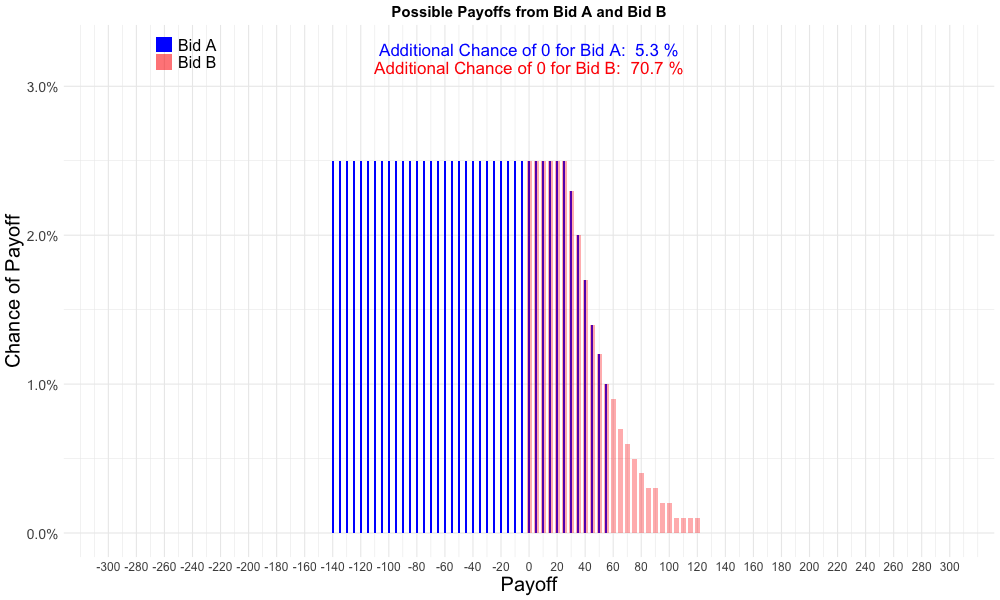 Possible Payoffs from Bid A and Bid B
Bid A
Bid B
Additional Chance of 0 for Bid A:  5.3 %
Additional Chance of 0 for Bid B:  70.7 %
Chance of Payoff
3.0%
2.0%
1.0%
0.0%
-300 -280 -260 -240 -220 -200 -180 -160 -140 -120 -100 -80 -60 -40 -20 0 20 40 60 80 100 120 140 160 180 200 220 240 260 280 300
Payoff